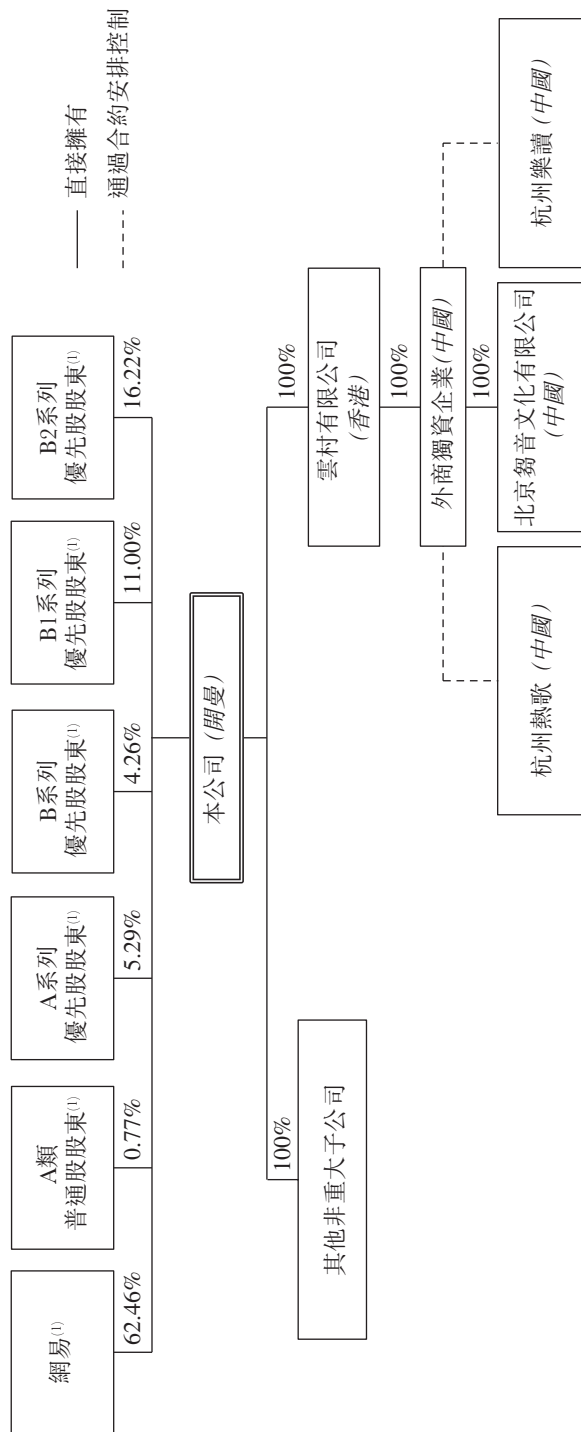 網易(1)
A類
普通股股東(1)
A系列
優先股股東(1)
B系列
優先股股東(1)
B1系列
優先股股東(1)
B2系列
優先股股東(1)
62.46%
0.77%
5.29%
4.26%
11.00%
16.22%
直接擁有
通過合約安排控制
本公司 (開曼)
100%
100%
其他非重大子公司
雲村有限公司
(香港)
100%
外商獨資企業(中國)
100%
杭州熱歌 (中國)
北京芻音文化有限公司
(中國)
杭州樂讀 (中國)